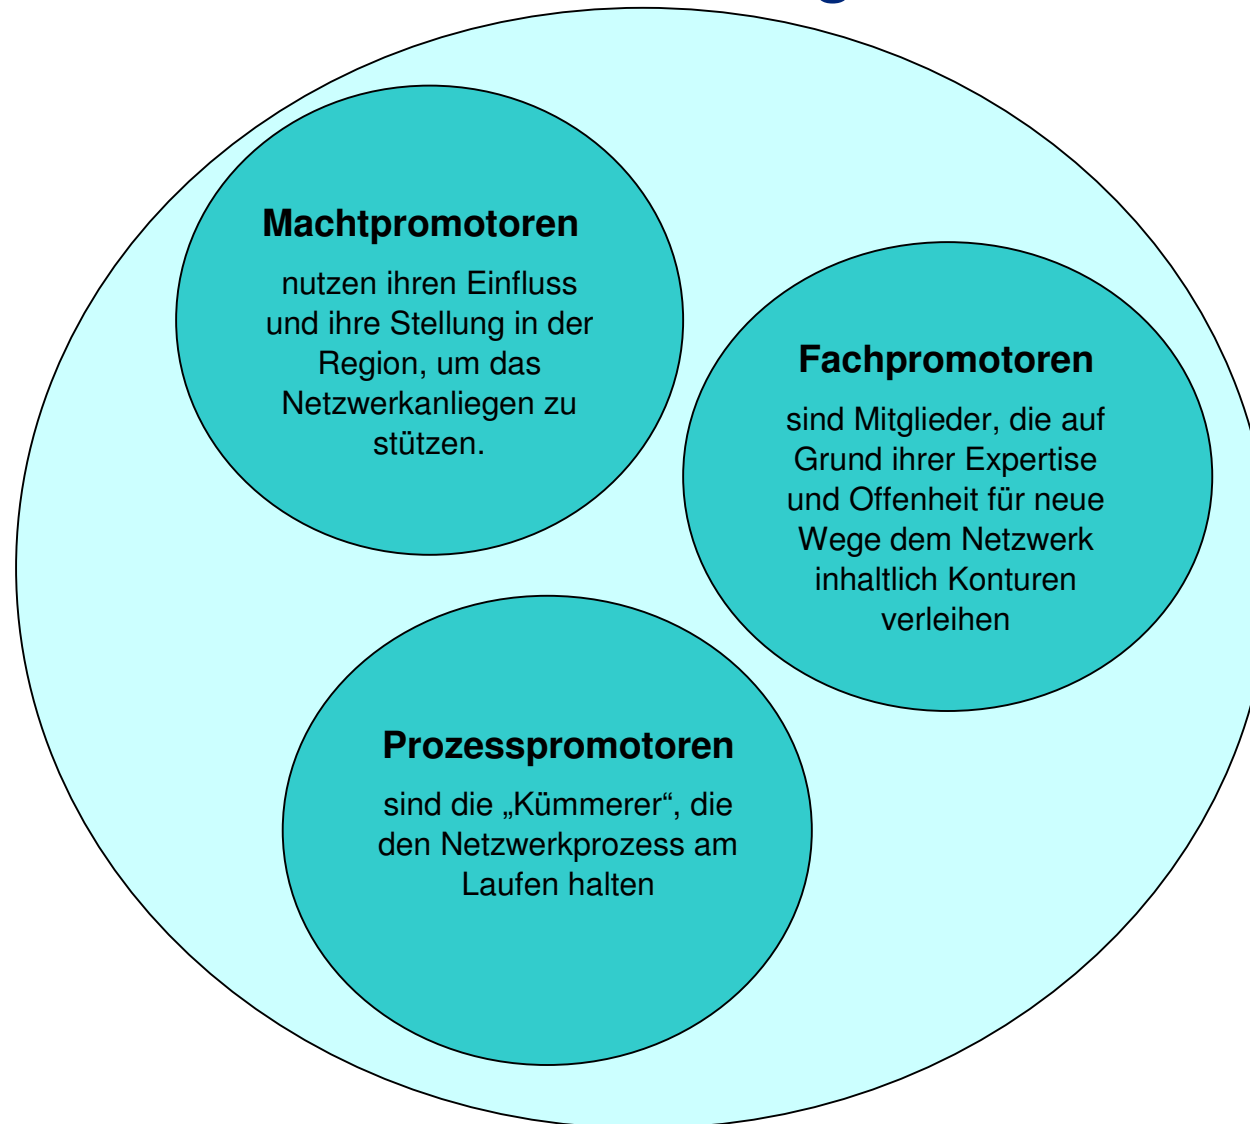 Machtpromotoren
nutzen ihren Einfluss
und ihre Stellung in der
Region, um das
Netzwerkanliegen zu
stützen.
Fachpromotoren
sind Mitglieder, die auf
Grund ihrer Expertise
und Offenheit für neue
Wege dem Netzwerk
inhaltlich Konturen
verleihen
Prozesspromotoren
sind die „Kümmerer“, die
den Netzwerkprozess am
Laufen halten